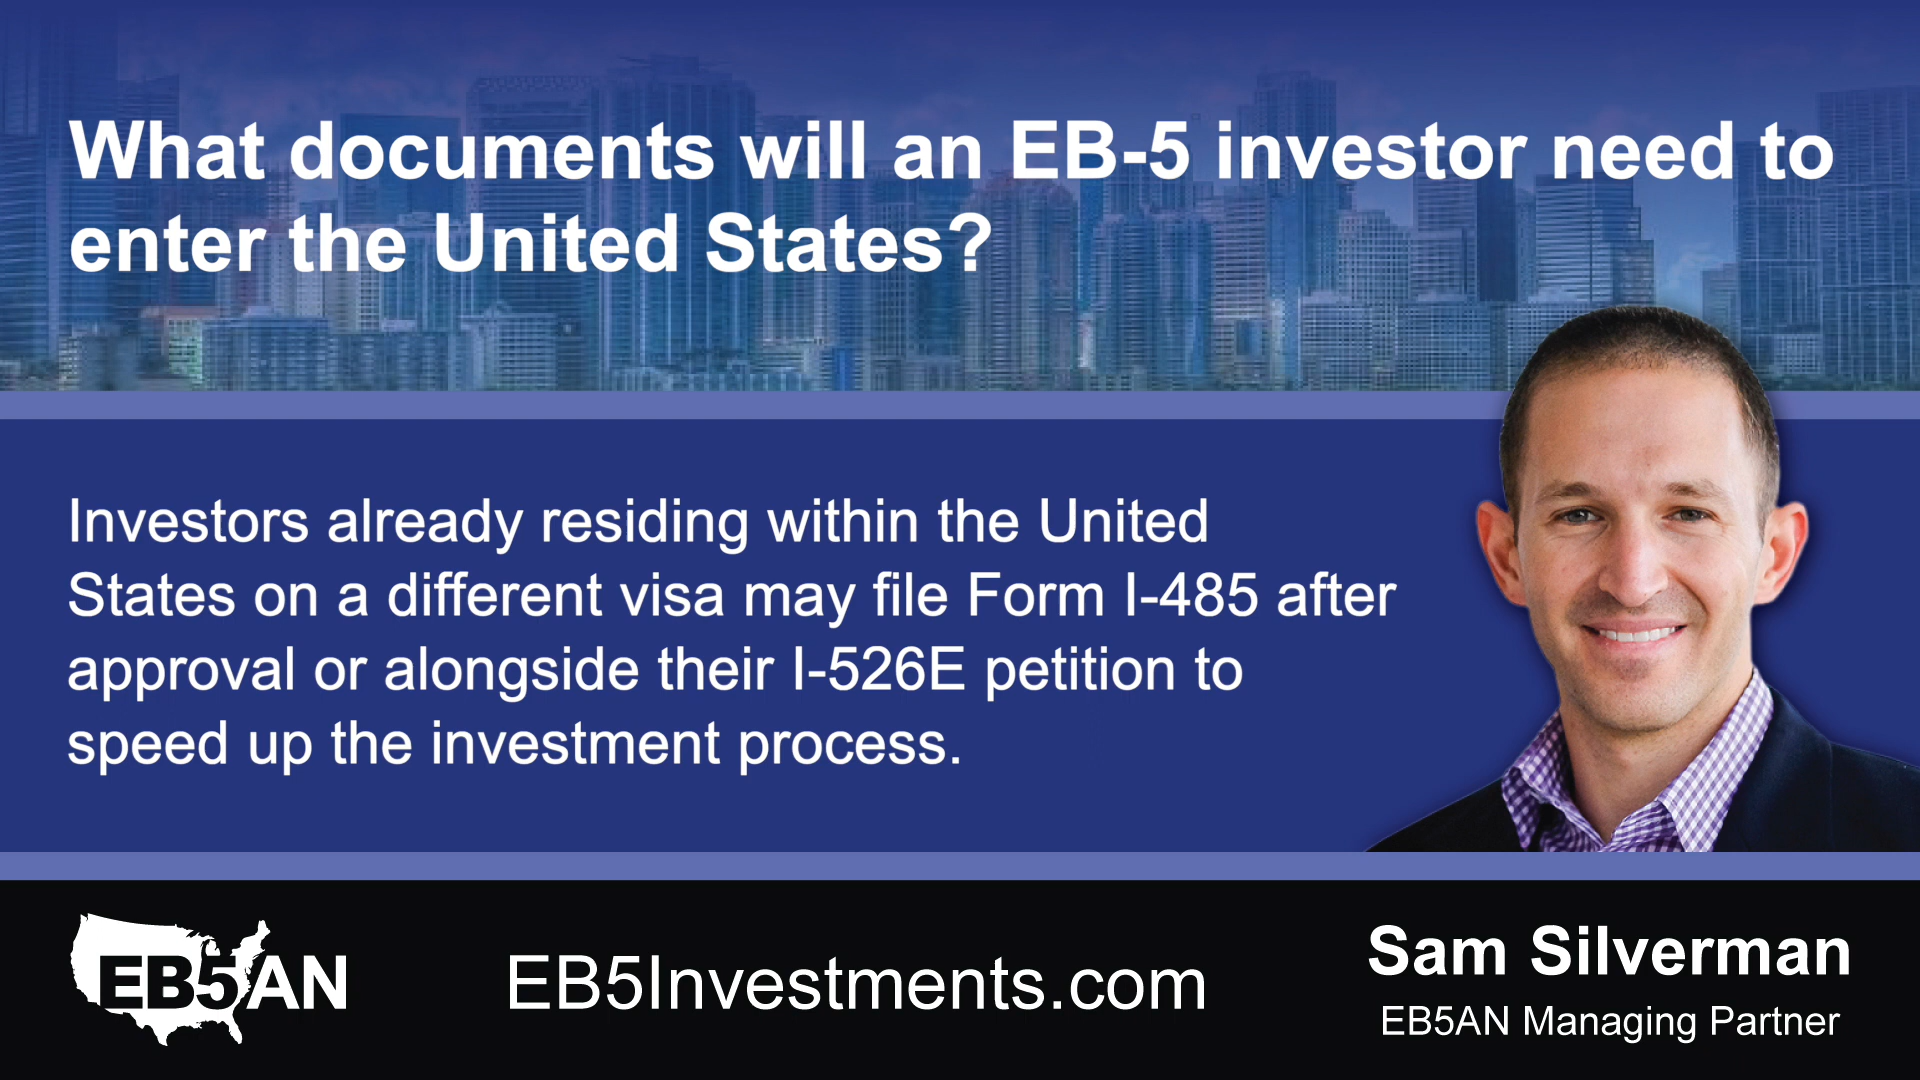 What documents will an EB-5 investor need to
enter the United States?
Investors already residing within the United
States on a different visa may file Form I-485 after
approval or alongside their I-526E petition to
speed up the investment process.
EB5AN
EB5Investments.com
Sam Silverman
EB5AN Managing Partner